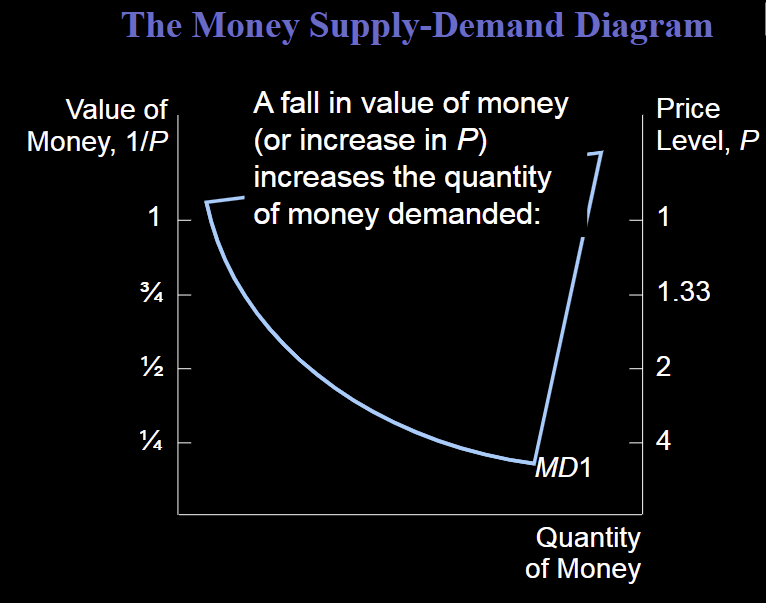 The Money Supply-Demand Diagram
Value of
Money, 1/P
A fall in value of money
(or increase in P)
increases the quantity
of money demanded:
Price
Level, P
1
1
¾
1.33
½
2
¼
4
MD1
Quantity
of Money